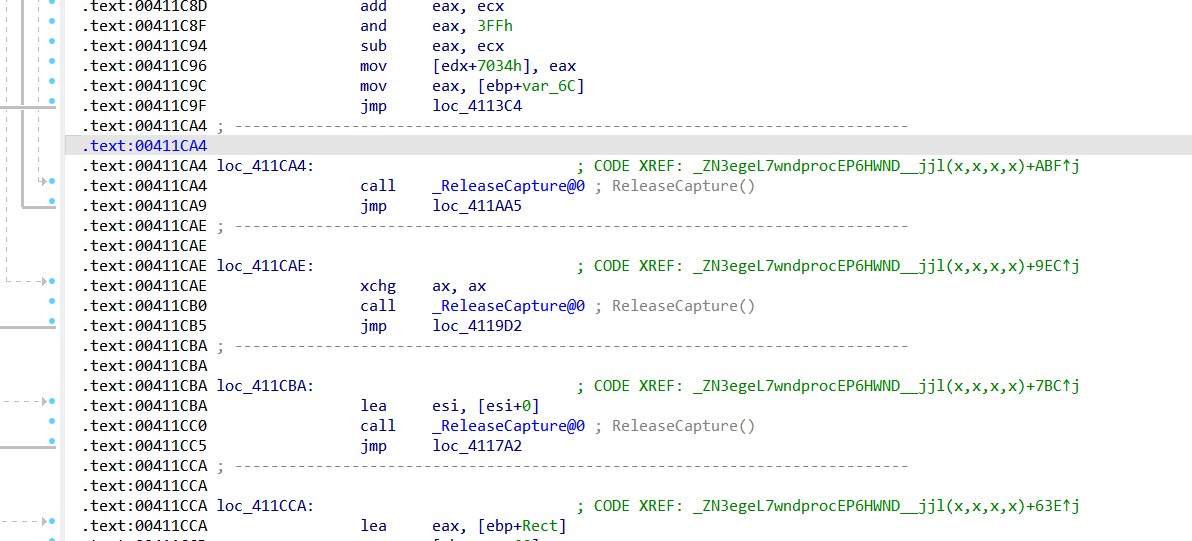 .text:00411C8D add eax, ecx
.text:00411C8F and eax, 3FFh
.text:00411C94 sub eax, ecx
.text:00411C96 mov [edx+7034h], eax
.text:00411C9C mov eax, [ebp+var_6C]
.text:00411C9F jmp loc_4113C4
.text:00411CA4 ; ---------------------------------------------------------------------------
.text:00411CA4
.text:00411CA4 loc_411CA4: ; CODE XREF: _ZN3egeL7wndprocEP6HWND__jjl(x,x,x,x)+ABF↑j
.text:00411CA4 call _ReleaseCapture@0 ; ReleaseCapture()
.text:00411CA9 jmp loc_411AA5
.text:00411CAE ; ---------------------------------------------------------------------------
.text:00411CAE
.text:00411CAE loc_411CAE: ; CODE XREF: _ZN3egeL7wndprocEP6HWND__jjl(x,x,x,x)+9EC↑j
.text:00411CAE xchg ax, ax
.text:00411CB0 call _ReleaseCapture@0 ; ReleaseCapture()
.text:00411CB5 jmp loc_4119D2
.text:00411CBA ; ---------------------------------------------------------------------------
.text:00411CBA
.text:00411CBA loc_411CBA: ; CODE XREF: _ZN3egeL7wndprocEP6HWND__jjl(x,x,x,x)+7BC↑j
.text:00411CBA lea esi, [esi+0]
.text:00411CC0 call _ReleaseCapture@0 ; ReleaseCapture()
.text:00411CC5 jmp loc_4117A2
.text:00411CCA ; ---------------------------------------------------------------------------
.text:00411CCA
.text:00411CCA loc_411CCA: ; CODE XREF: _ZN3egeL7wndprocEP6HWND__jjl(x,x,x,x)+63E↑j
.text:00411CCA lea eax, [ebp+Rect]